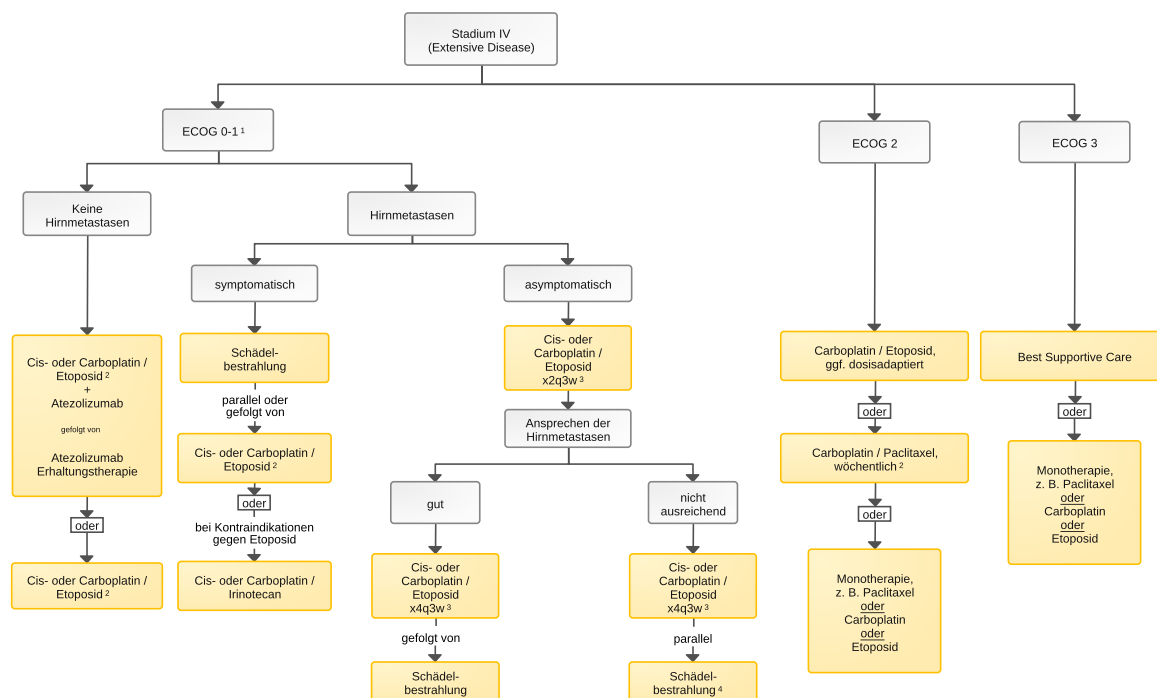 Stadium IV
(Extensive Disease)
ECOG 0-1 ¹
ECOG 2
ECOG 3
Keine
Hirnmetastasen
Hirnmetastasen
symptomatisch
asymptomatisch
Cis- oder Carboplatin /
Etoposid ²
+
Atezolizumab
gefolgt von
Atezolizumab
Erhaltungstherapie
oder
Cis- oder Carboplatin /
Etoposid ²
Schädel-
bestrahlung
parallel oder
gefolgt von
Cis- oder Carboplatin /
Etoposid ²
oder
bei Kontraindikationen
gegen Etoposid
Cis- oder Carboplatin /
Irinotecan
Cis- oder
Carboplatin /
Etoposid
x2q3w ³
Ansprechen der
Hirnmetastasen
gut
Cis- oder
Carboplatin /
Etoposid
x4q3w ³
gefolgt von
Schädel-
bestrahlung
nicht
ausreichend
Cis- oder
Carboplatin /
Etoposid
x4q3w ³
parallel
Schädel-
bestrahlung ⁴
Carboplatin / Etoposid,
ggf. dosisadaptiert
oder
Carboplatin / Paclitaxel,
wöchentlich ²
oder
Monotherapie,
z. B. Paclitaxel
oder
Carboplatin
oder
Etoposid
Best Supportive Care
oder
Monotherapie,
z. B. Paclitaxel
oder
Carboplatin
oder
Etoposid